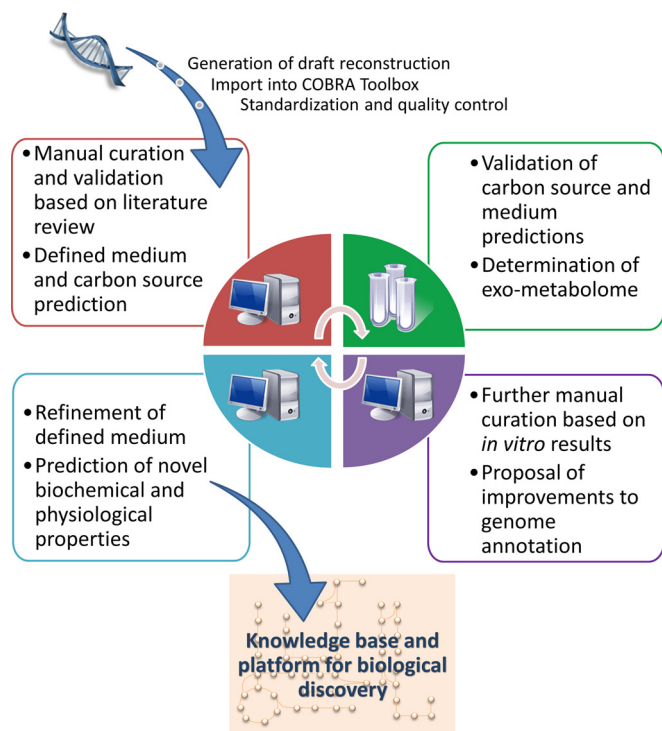 Generation of draft reconstruction
Import into COBRA Toolbox
Standardization and quality control
•Manual curation
and validation
based on literature
review
•Defined medium
and carbon source
prediction
•Validation of
carbon source and
medium
predictions
•Determination of
exo-metabolome
•Refinement of
defined medium
•Prediction of novel
biochemical and
physiological
properties
•Further manual
curation based on
in vitro results
•Proposal of
improvements to
genome
annotation
Knowledge base and
platform for biological
discovery